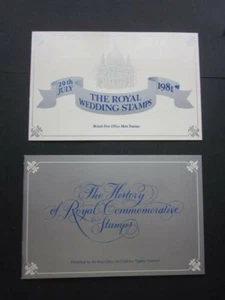 29th
JULY
1981
THE ROYAL
WEDDING STAMPS
British Post Office Mint Stamps
The History
of Royal Commemorative
Stamps